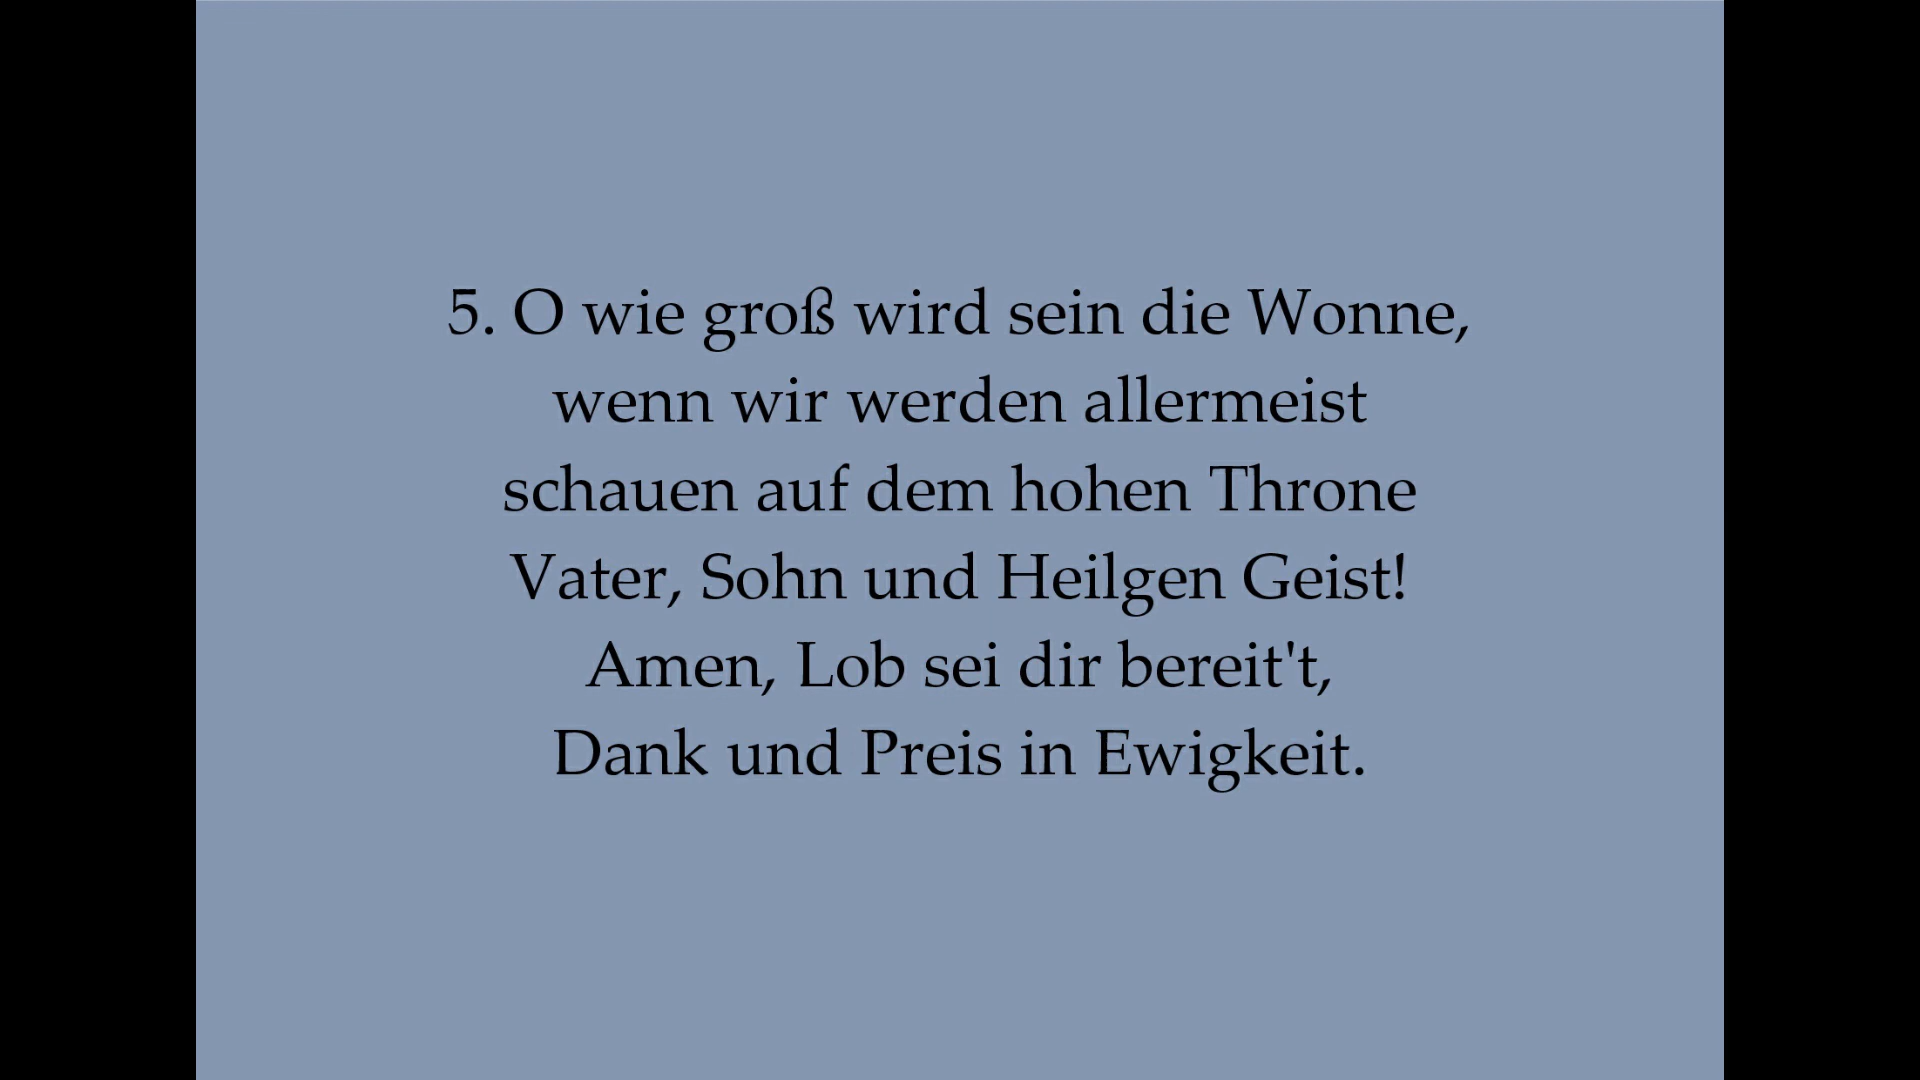 5. O wie groß wird sein die Wonne,
wenn wir werden allermeist
schauen auf dem hohen Throne
Vater, Sohn und Heilgen Geist!
Amen, Lob sei dir bereit't,
Dank und Preis in Ewigkeit.